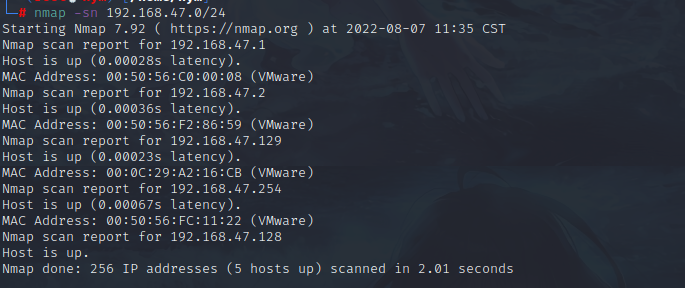 # nmap -sn 192.168.47.0/24
Starting Nmap 7.92 ( https://nmap.org ) at 2022-08-07 11:35 CST
Nmap scan report for 192.168.47.1
Host is up (0.00028s latency).
MAC Address: 00:50:56:C0:00:08 (VMware)
Nmap scan report for 192.168.47.2
Host is up (0.00036s latency).
MAC Address: 00:50:56:F2:86:59 (VMware)
Nmap scan report for 192.168.47.129
Host is up (0.00023s latency).
MAC Address: 00:0C:29:A2:16:CB (VMware)
Nmap scan report for 192.168.47.254
Host is up (0.00067s latency).
MAC Address: 00:50:56:FC:11:22 (VMware)
Nmap scan report for 192.168.47.128
Host is up.
Nmap done: 256 IP addresses (5 hosts up) scanned in 2.01 seconds